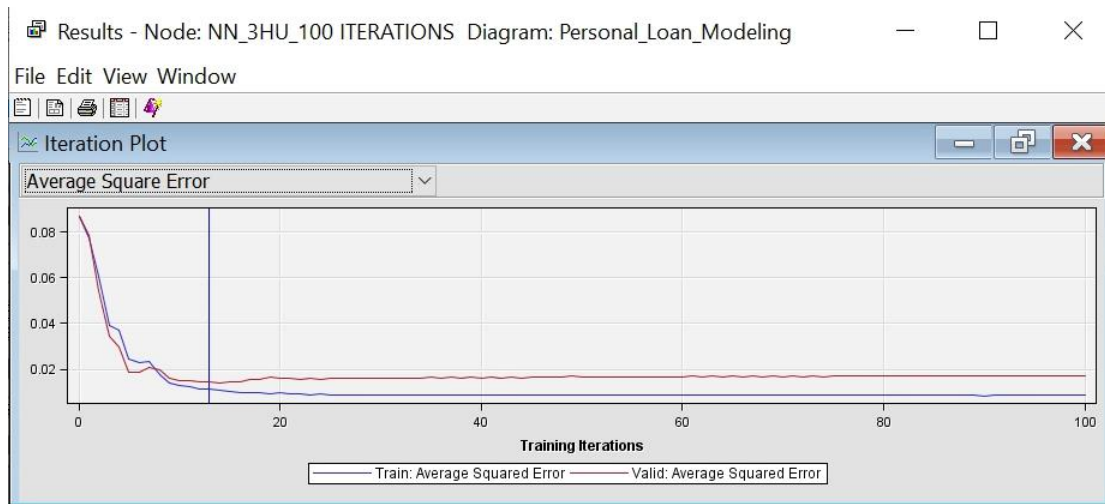 Results - Node: NN_3HU_100 ITERATIONS Diagram: Personal_Loan_Modeling
File Edit View Window
Iteration Plot
Average Square Error
0.08
0.06
0.04
0.02
0 20 40 60 80 100
Training Iterations
Train: Average Squared Error Valid: Average Squared Error